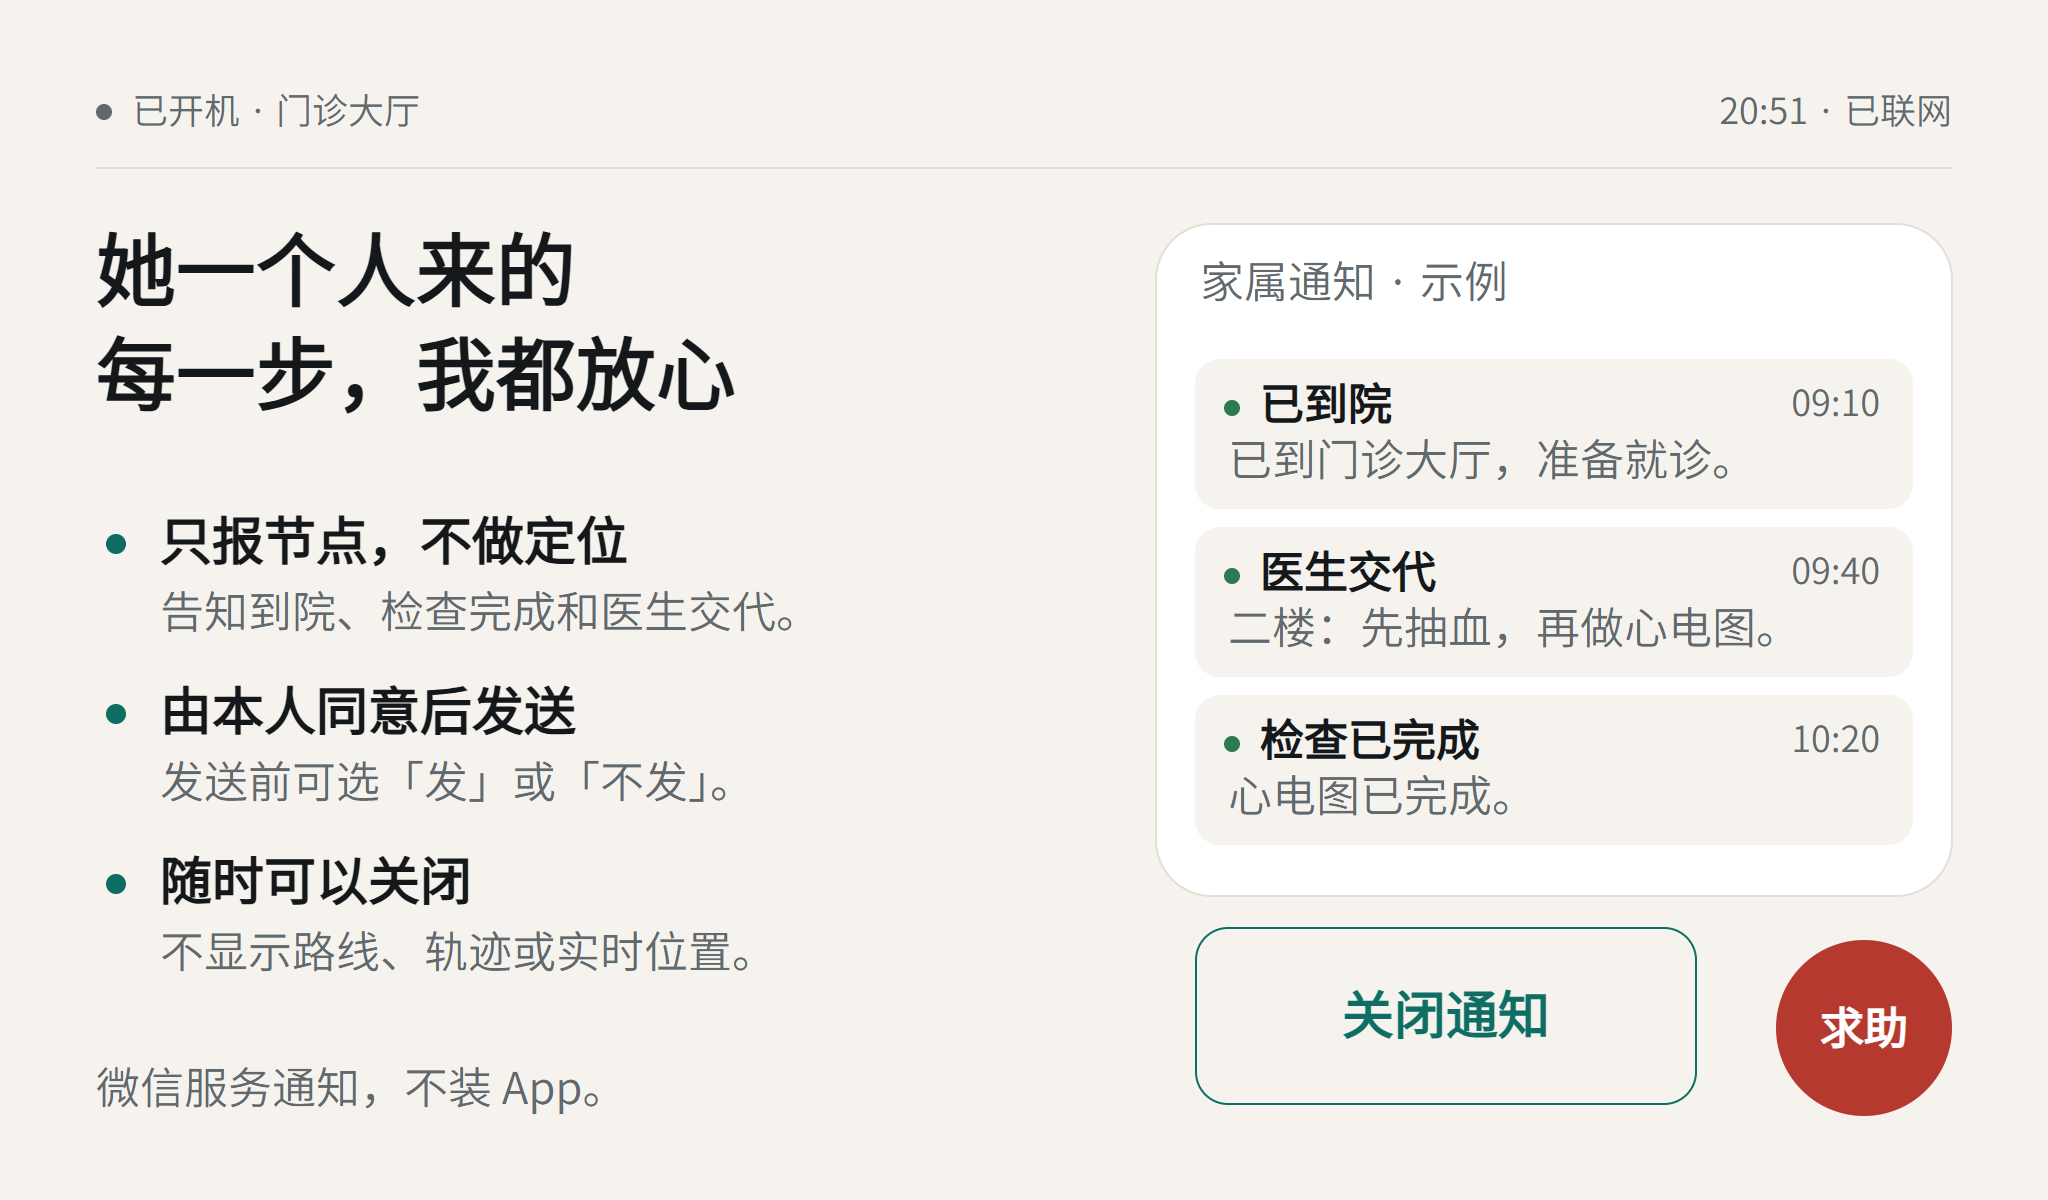 已开机 · 门诊大厅
20:51 · 已联网
她一个人来的
每一步，我都放心
只报节点，不做定位
告知到院、检查完成和医生交代。
由本人同意后发送
发送前可选「发」或「不发」。
随时可以关闭
不显示路线、轨迹或实时位置。
微信服务通知，不装 App。
家属通知 · 示例
已到院 09:10
已到门诊大厅，准备就诊。
医生交代 09:40
二楼：先抽血，再做心电图。
检查已完成 10:20
心电图已完成。
关闭通知
求助